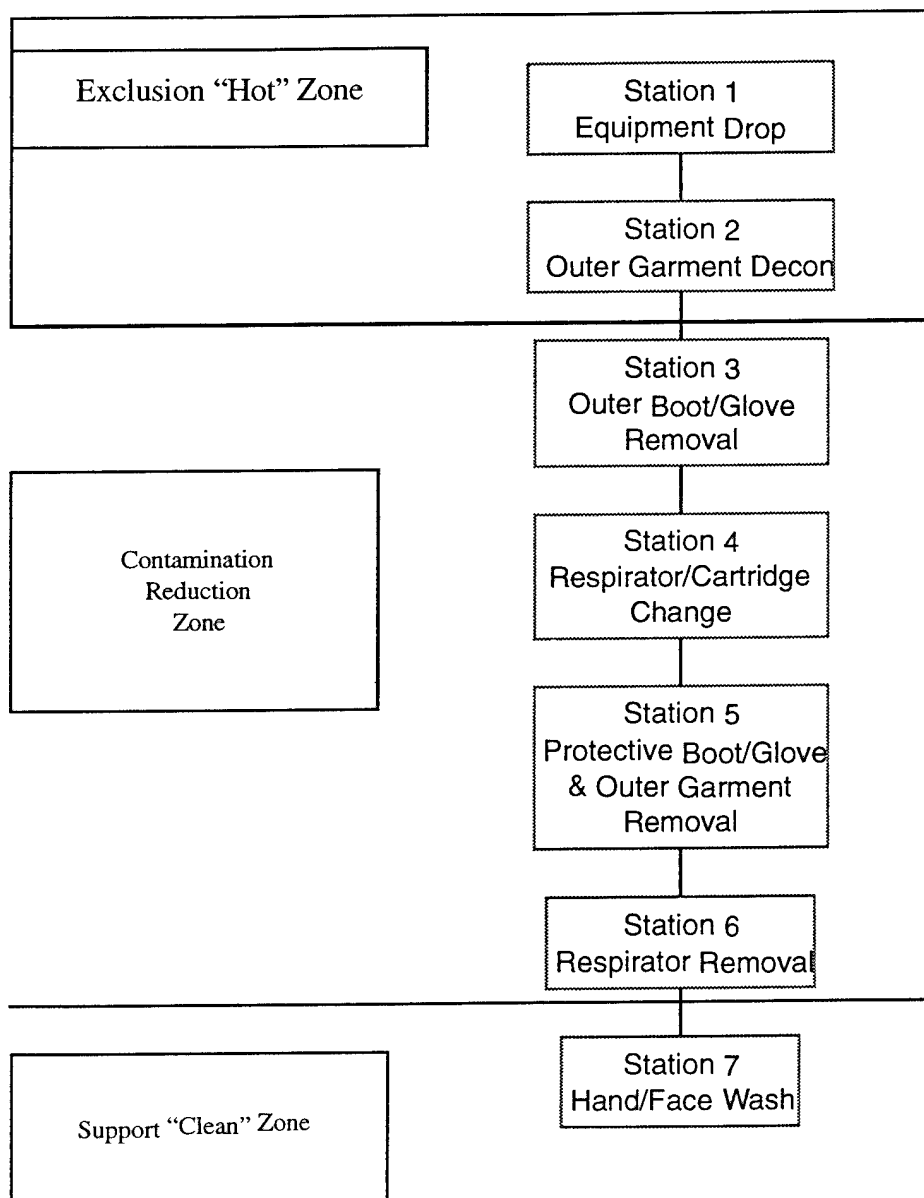 Exclusion “Hot” Zone
Station 1
Equipment Drop
Station 2
Outer Garment Decon
Station 3
Outer Boot/Glove
Removal
Contamination
Reduction
Zone
Station 4
Respirator/Cartridge
Change
Station 5
Protective Boot/Glove
& Outer Garment
Removal
Station 6
Respirator Removal
Support “Clean” Zone
Station 7
Hand/Face Wash